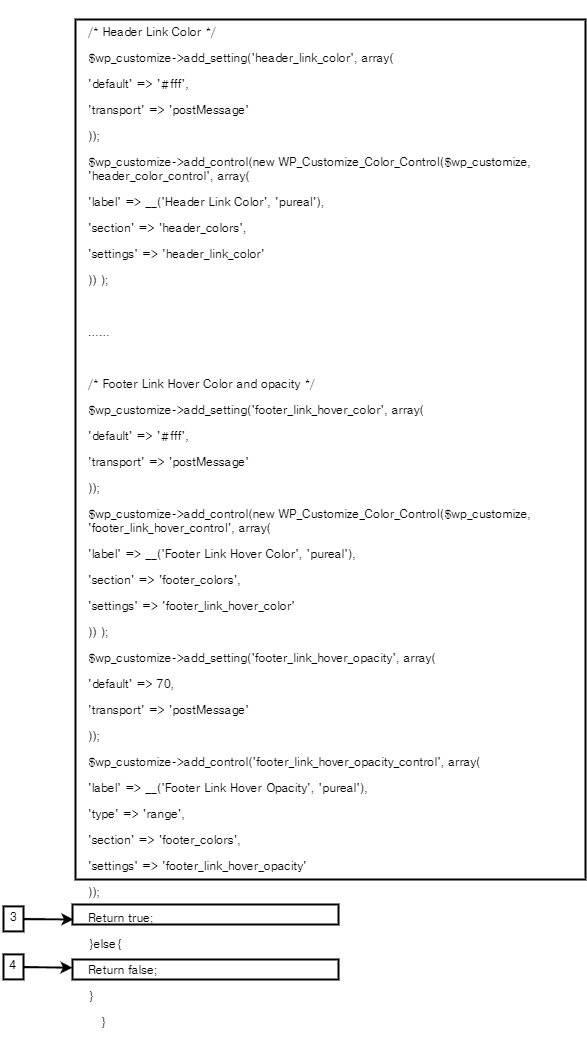 /* Header Link Color */
$wp_customize->add_setting('header_link_color', array(
'default' => '#fff',
'transport' => 'postMessage'
));
$wp_customize->add_control(new WP_Customize_Color_Control($wp_customize,
'header_color_control', array(
'label' => __('Header Link Color', 'pureal'),
'section' => 'header_colors',
'settings' => 'header_link_color'
)) );
......
/* Footer Link Hover Color and opacity */
$wp_customize->add_setting('footer_link_hover_color', array(
'default' => '#fff',
'transport' => 'postMessage'
));
$wp_customize->add_control(new WP_Customize_Color_Control($wp_customize,
'footer_link_hover_control', array(
'label' => __('Footer Link Hover Color', 'pureal'),
'section' => 'footer_colors',
'settings' => 'footer_link_hover_color'
)) );
$wp_customize->add_setting('footer_link_hover_opacity', array(
'default' => 70,
'transport' => 'postMessage'
));
$wp_customize->add_control('footer_link_hover_opacity_control', array(
'label' => __('Footer Link Hover Opacity', 'pureal'),
'type' => 'range',
'section' => 'footer_colors',
'settings' => 'footer_link_hover_opacity'
));
3 Return true;
}else{
4 Return false;
}
}